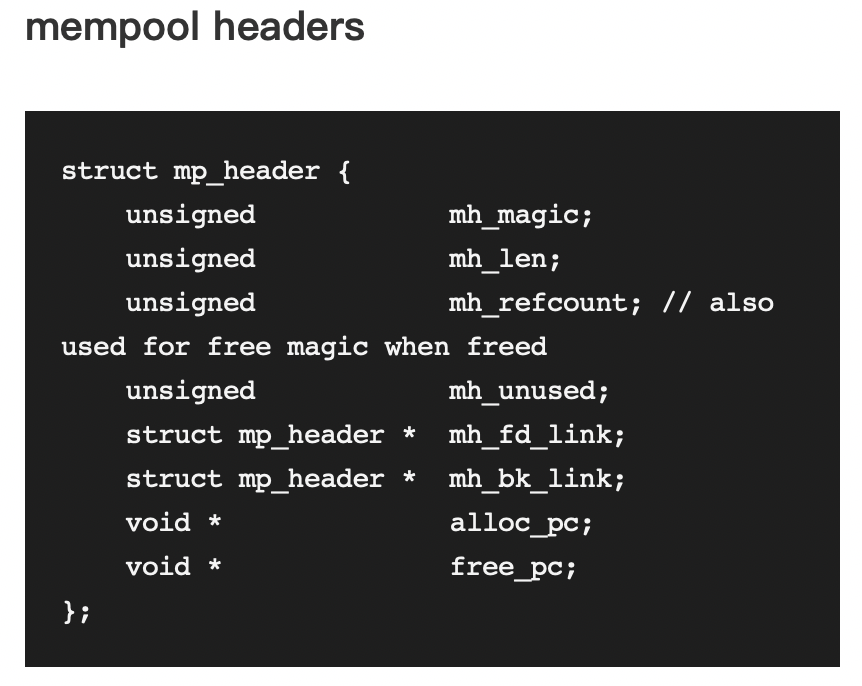 mempool headers
struct mp_header {
    unsigned            mh_magic;
    unsigned            mh_len;
    unsigned            mh_refcount; // also
used for free magic when freed
    unsigned            mh_unused;
    struct mp_header *  mh_fd_link;
    struct mp_header *  mh_bk_link;
    void *              alloc_pc;
    void *              free_pc;
};